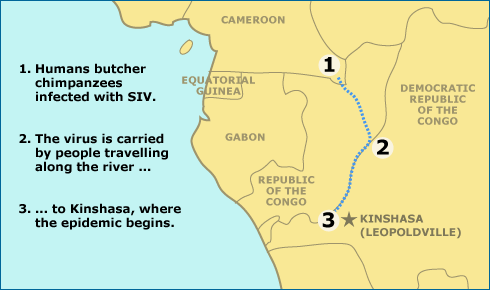 CAMEROON
1. Humans butcher
chimpanzees
infected with SIV.
1
EQUATORIAL
GUINEA
DEMOCRATIC
REPUBLIC
OF THE
CONGO
2. The virus is carried
by people travelling
along the river ...
GABON
2
REPUBLIC
OF THE
CONGO
3. ... to Kinshasa, where
the epidemic begins.
3
KINSHASA
(LEOPOLDVILLE)